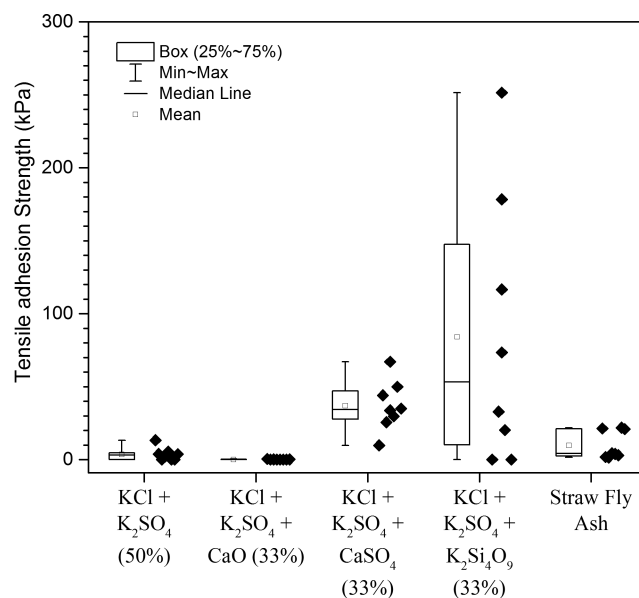 300
Box (25%~75%)
Min~Max
Median Line
Mean
200
100
0
Tensile adhesion Strength (kPa)
KCl +
K₂SO₄
(50%)
KCl +
K₂SO₄ +
CaO (33%)
KCl +
K₂SO₄ +
CaSO₄
(33%)
KCl +
K₂SO₄ +
K₂Si₄O₉
(33%)
Straw Fly
Ash